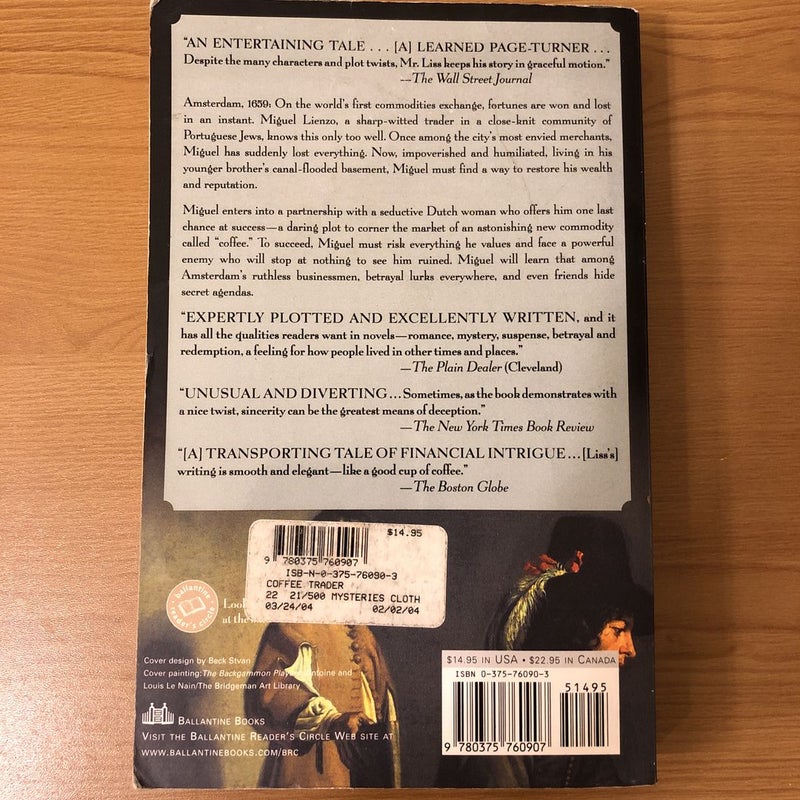 “AN ENTERTAINING TALE . . . [A] LEARNED PAGE-TURNER . . .
Despite the many characters and plot twists, Mr. Liss keeps his story in graceful motion.”
—The Wall Street Journal
Amsterdam, 1659: On the world’s first commodities exchange, fortunes are won and lost
in an instant. Miguel Lienzo, a sharp-witted trader in a close-knit community of
Portuguese Jews, knows this only too well. Once among the city’s most envied merchants,
Miguel has suddenly lost everything. Now, impoverished and humiliated, living in his
younger brother’s canal-flooded basement, Miguel must find a way to restore his wealth
and reputation.
Miguel enters into a partnership with a seductive Dutch woman who offers him one last
chance at success—a daring plot to corner the market of an astonishing new commodity
called “coffee.” To succeed, Miguel must risk everything he values and face a powerful
enemy who will stop at nothing to see him ruined. Miguel will learn that among
Amsterdam’s ruthless businessmen, betrayal lurks everywhere, and even friends hide
secret agendas.
“EXPERTLY PLOTTED AND EXCELLENTLY WRITTEN, and it
has all the qualities readers want in novels—romance, mystery, suspense, betrayal and
redemption, a feeling for how people lived in other times and places.”
—The Plain Dealer (Cleveland)
“UNUSUAL AND DIVERTING . . . Sometimes, as the book demonstrates with
a nice twist, sincerity can be the greatest means of deception.”
—The New York Times Book Review
“[A] TRANSPORTING TALE OF FINANCIAL INTRIGUE . . . [Liss’s]
writing is smooth and elegant—like a good cup of coffee.”
—The Boston Globe
$14.95
9 780375 760907
ISB-N-0-375-76090-3
COFFEE TRADER
22 21/500 MYSTERIES CLOTH
03/24/04 02/02/04
ballantine
reader's circle
Look
at the
Cover design by Beck Stvan
Cover painting: The Backgammon Play Antoine and
Louis Le Nain/The Bridgeman Art Library
BALLANTINE BOOKS
VISIT THE BALLANTINE READER’S CIRCLE WEB SITE AT
WWW.BALLANTINEBOOKS.COM/BRC
$14.95 IN USA • $22.95 IN CANADA
ISBN 0-375-76090-3
51495
9 780375 760907